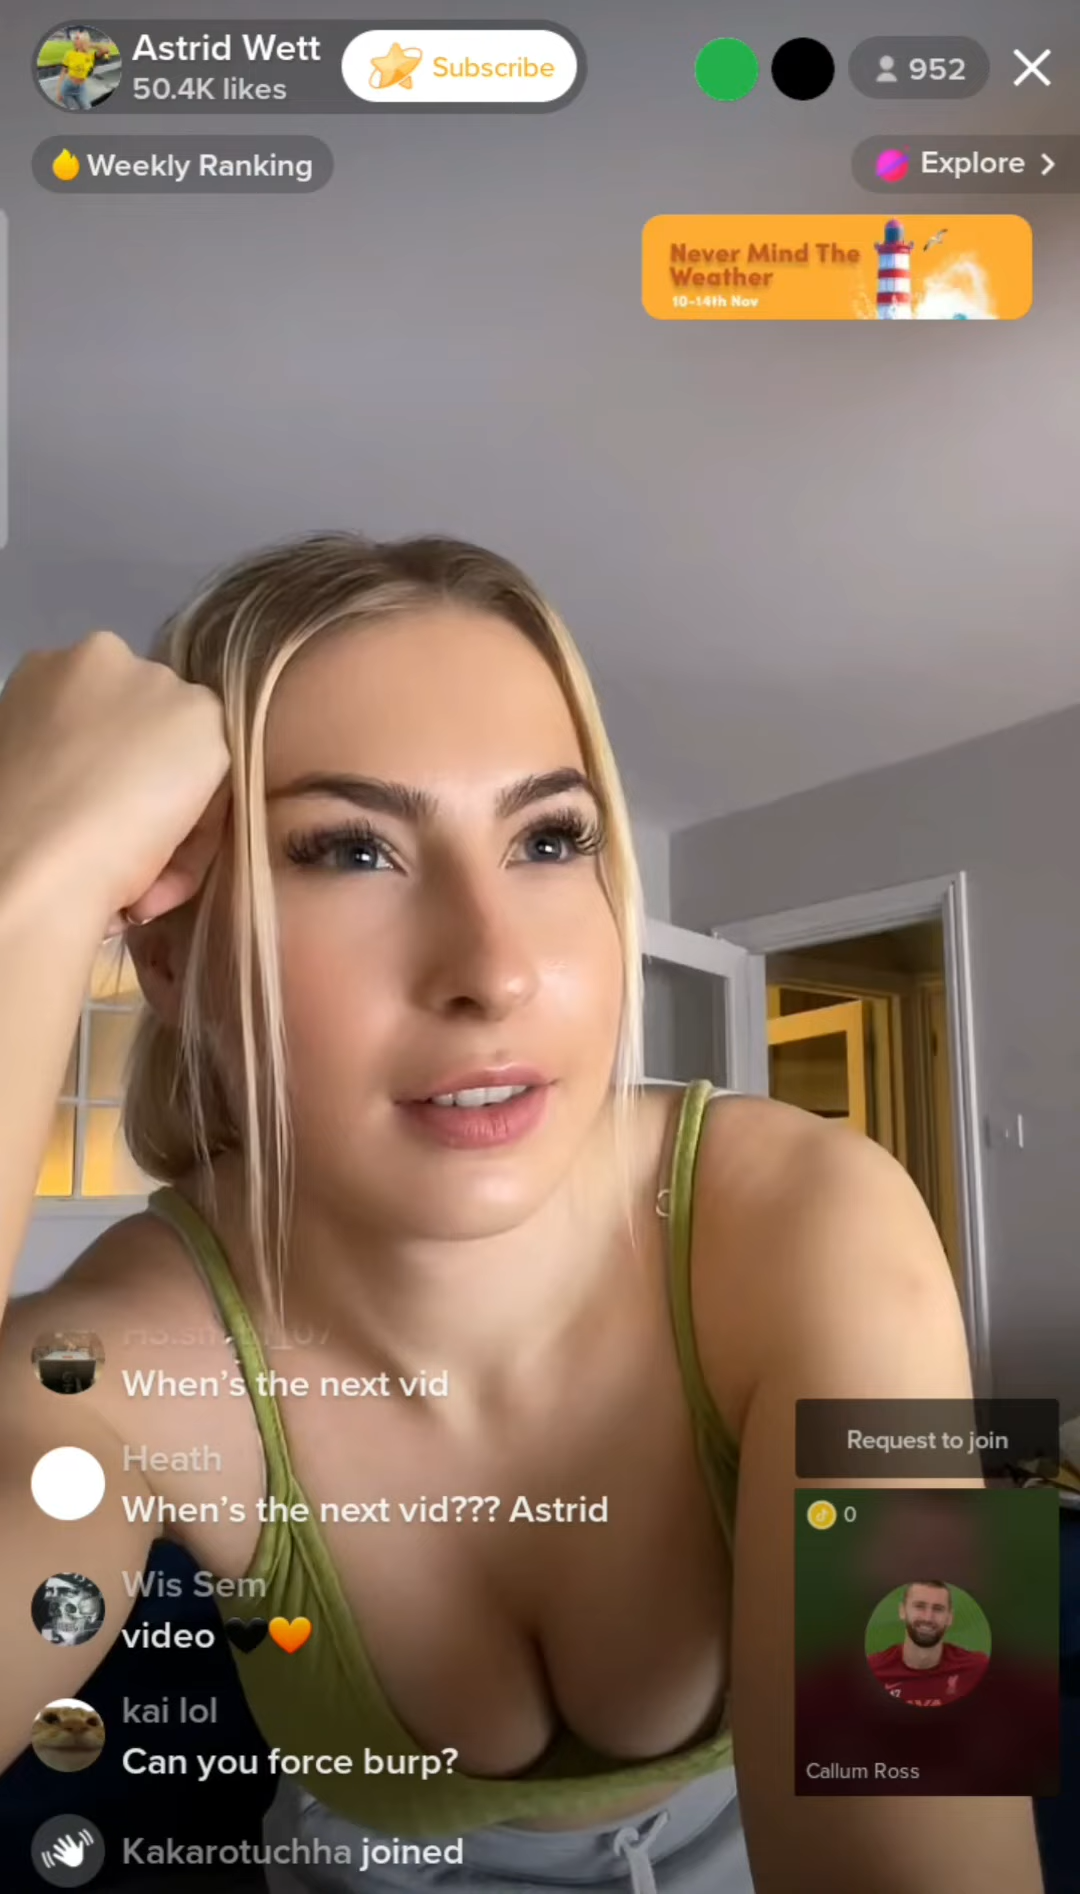 Astrid Wett
50.4K likes
Subscribe
952
Weekly Ranking
Explore
Never Mind The
Weather
10-14th Nov
When's the next vid
Heath
When's the next vid??? Astrid
Wis Sem
video 🖤🧡
kai lol
Can you force burp?
Kakarotuchha joined
Request to join
0
Callum Ross